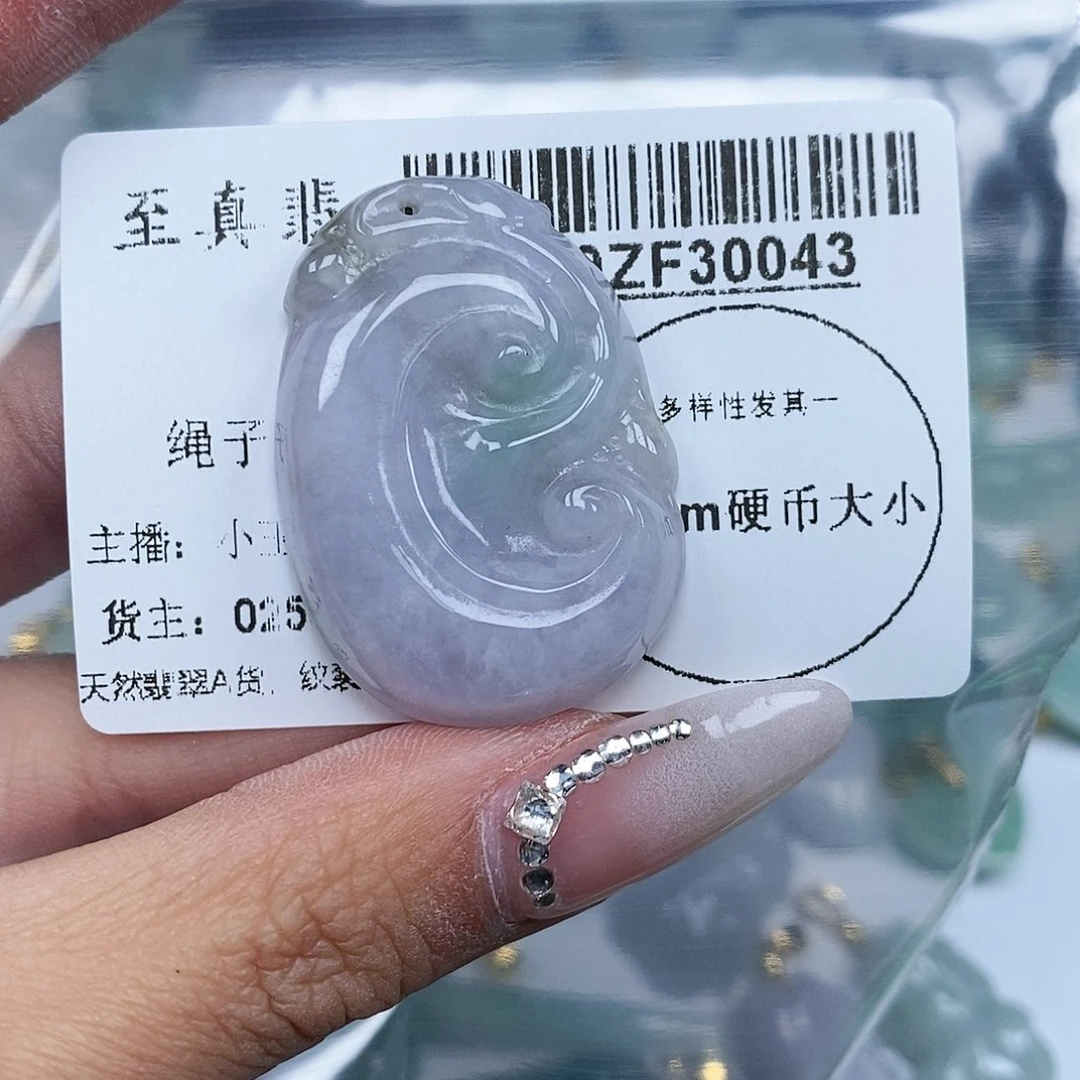 至真翡
ZF30043
绳子
多样性发其一
m硬币大小
主播：小玉
货主：025
天然翡翠A货，纹裂